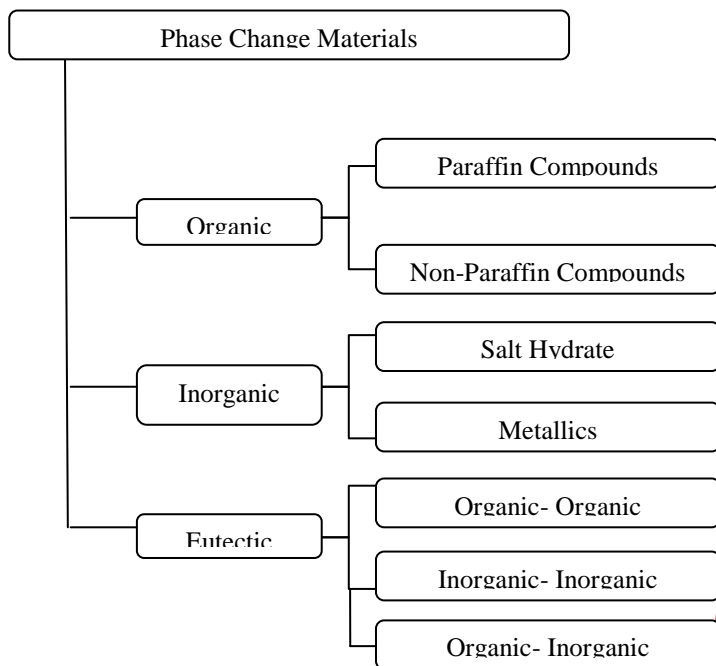 Phase Change Materials
Paraffin Compounds
Organic
Non-Paraffin Compounds
Salt Hydrate
Inorganic
Metallics
Organic- Organic
Eutectic
Inorganic- Inorganic
Organic- Inorganic